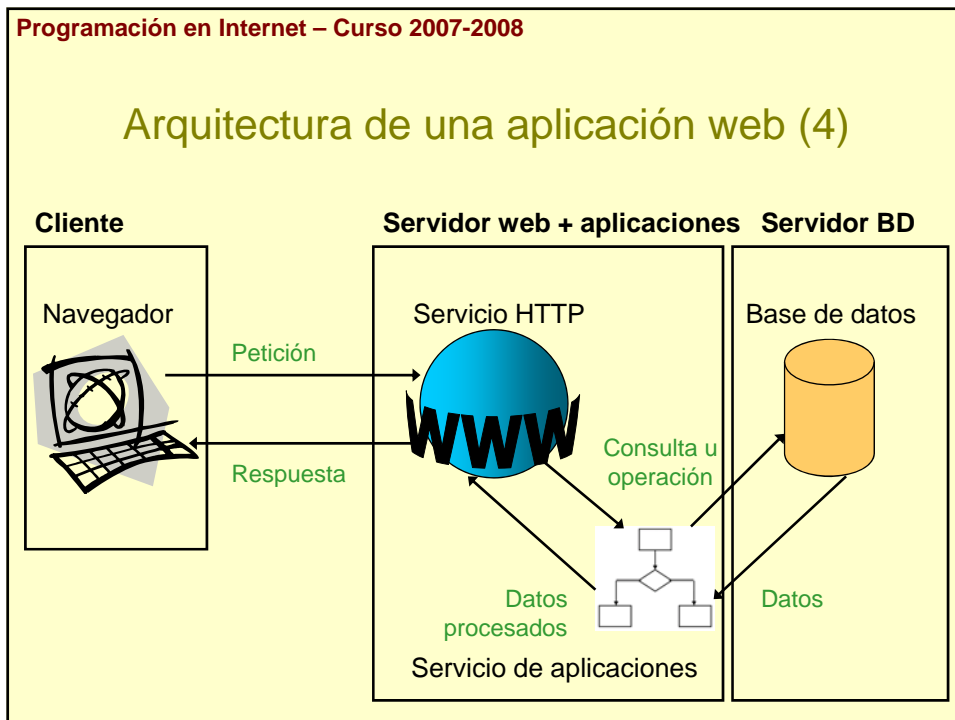 Programación en Internet – Curso 2007-2008
Arquitectura de una aplicación web (4)
Cliente
Servidor web + aplicaciones
Servidor BD
Navegador
Servicio HTTP
Base de datos
Petición
WWW
Respuesta
Consulta u
operación
Datos
procesados
Datos
Servicio de aplicaciones